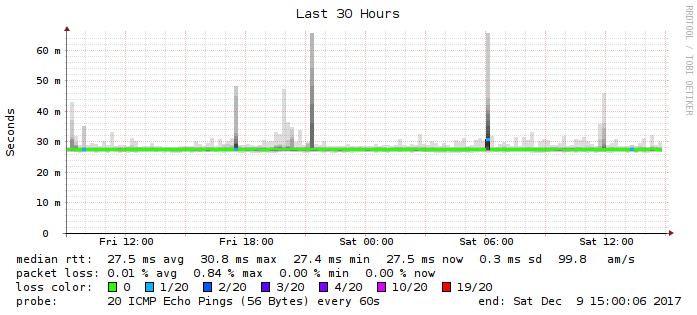 Last 30 Hours
RRDTOOL / TOBI OETIKER
Seconds
60 m
50 m
40 m
30 m
20 m
10 m
0
Fri 12:00 Fri 18:00 Sat 00:00 Sat 06:00 Sat 12:00
median rtt: 27.5 ms avg 30.8 ms max 27.4 ms min 27.5 ms now 0.3 ms sd 99.8 am/s
packet loss: 0.01 % avg 0.84 % max 0.00 % min 0.00 % now
loss color: 0 1/20 2/20 3/20 4/20 10/20 19/20
probe: 20 ICMP Echo Pings (56 Bytes) every 60s end: Sat Dec 9 15:00:06 2017